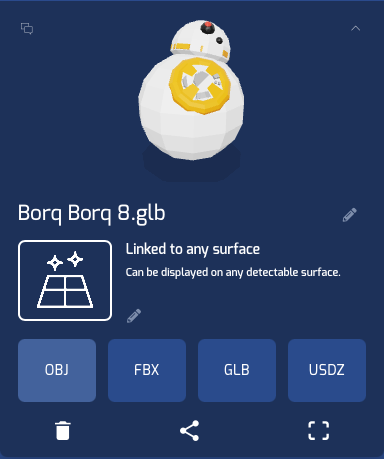 Borq Borq 8.glb
Linked to any surface
Can be displayed on any detectable surface.
OBJ
FBX
GLB
USDZ